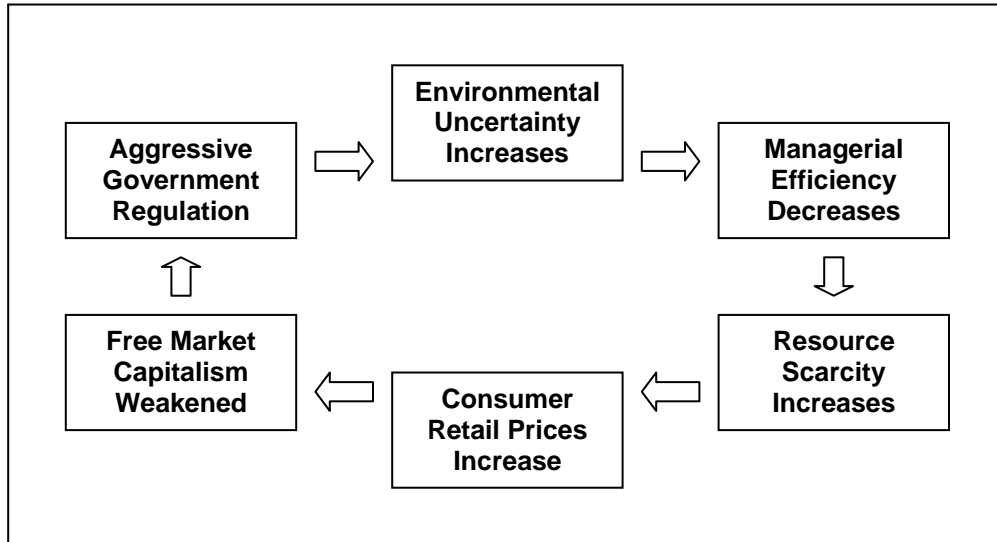 Aggressive
Government
Regulation
Environmental
Uncertainty
Increases
Managerial
Efficiency
Decreases
Resource
Scarcity
Increases
Consumer
Retail Prices
Increase
Free Market
Capitalism
Weakened